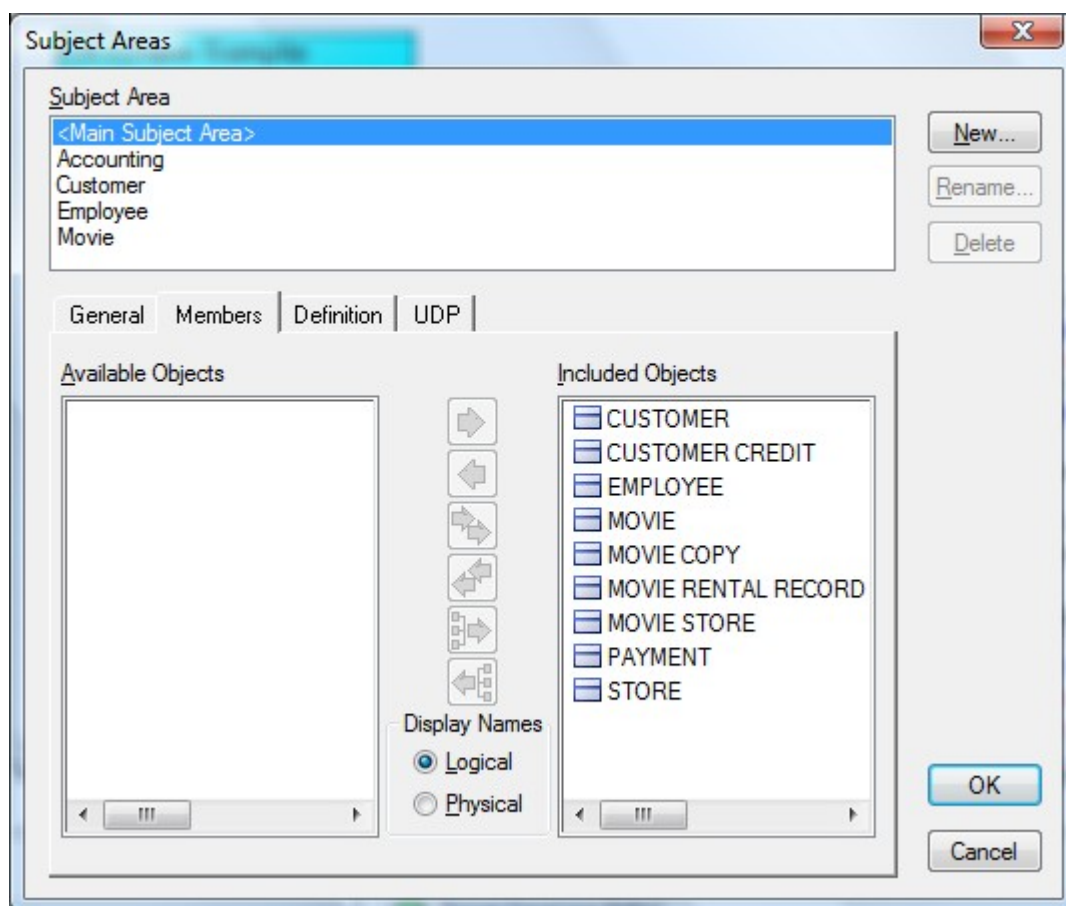 Subject Areas
Subject Area
<Main Subject Area>
Accounting
Customer
Employee
Movie
New...
Rename...
Delete
General Members Definition UDP
Available Objects
Included Objects
CUSTOMER
CUSTOMER CREDIT
EMPLOYEE
MOVIE
MOVIE COPY
MOVIE RENTAL RECORD
MOVIE STORE
PAYMENT
STORE
Display Names
Logical
Physical
OK
Cancel